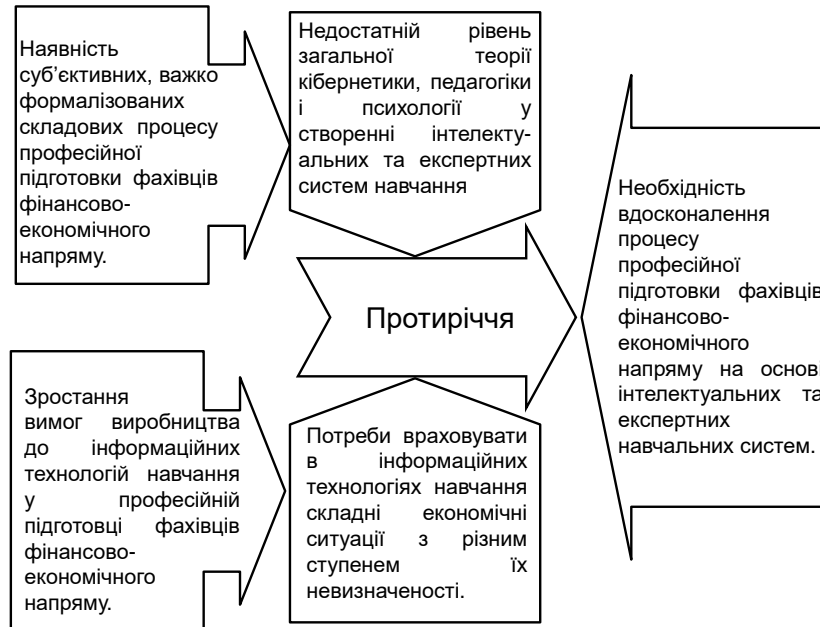 Наявність
суб’єктивних, важко
формалізованих
складових процесу
професійної
підготовки фахівців
фінансово-
економічного
напряму.
Недостатній рівень
загальної теорії
кібернетики, педагогіки
і психології у
створенні інтелекту-
альних та експертних
систем навчання
Протиріччя
Зростання
вимог виробництва
до інформаційних
технологій навчання
у професійній
підготовці фахівців
фінансово-
економічного
напряму.
Потреби враховувати
в інформаційних
технологіях навчання
складні економічні
ситуації з різним
ступенем їх
невизначеності.
Необхідність
вдосконалення
процесу
професійної
підготовки фахівців
фінансово-
економічного
напряму на основі
інтелектуальних та
експертних
навчальних систем.